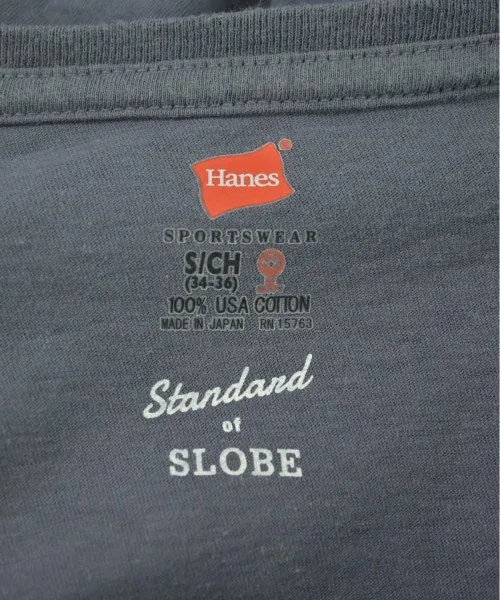 Hanes
SPORTSWEAR
S/CH
(34-36)
100% USA COTTON
MADE IN JAPAN RN 15763
Standard
of
SLOBE